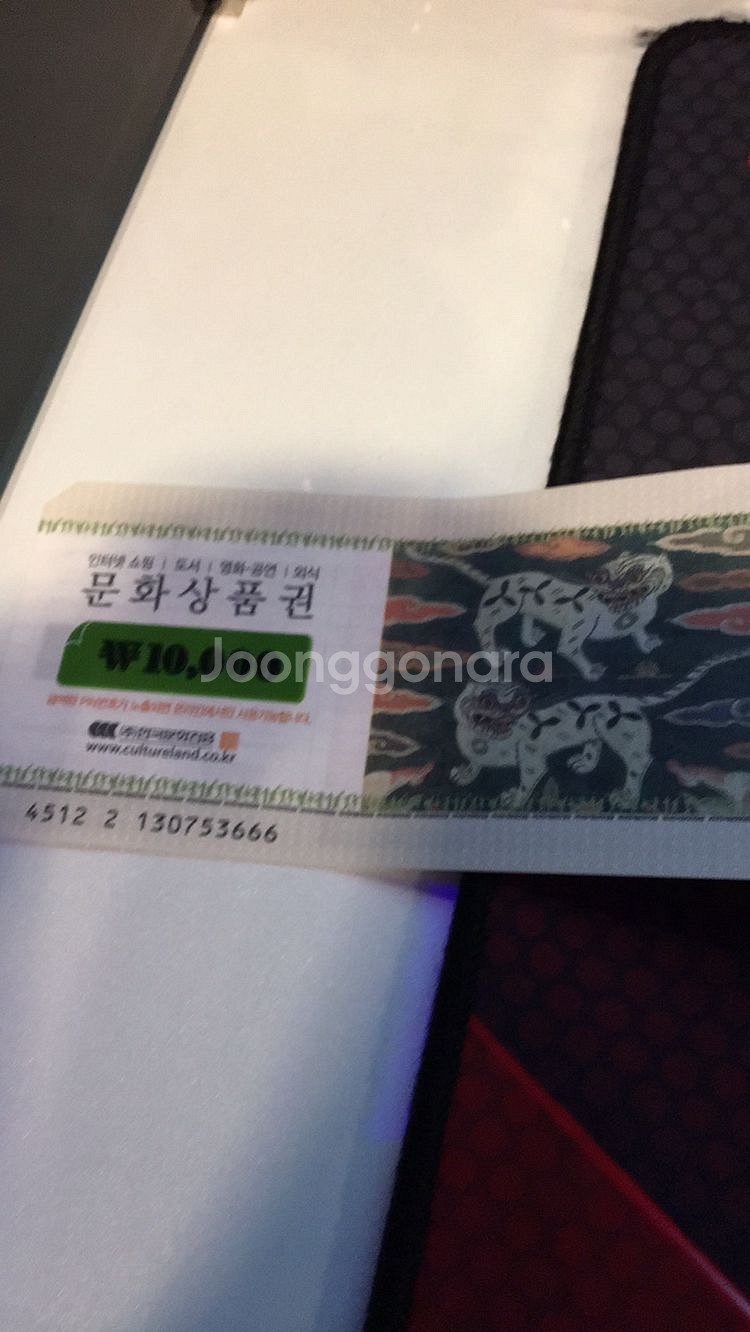 인터넷 쇼핑 | 도서 | 영화·공연 | 외식
문화상품권
₩10,000
Joonggonara
www.cultureland.co.kr
4512 2 130753666